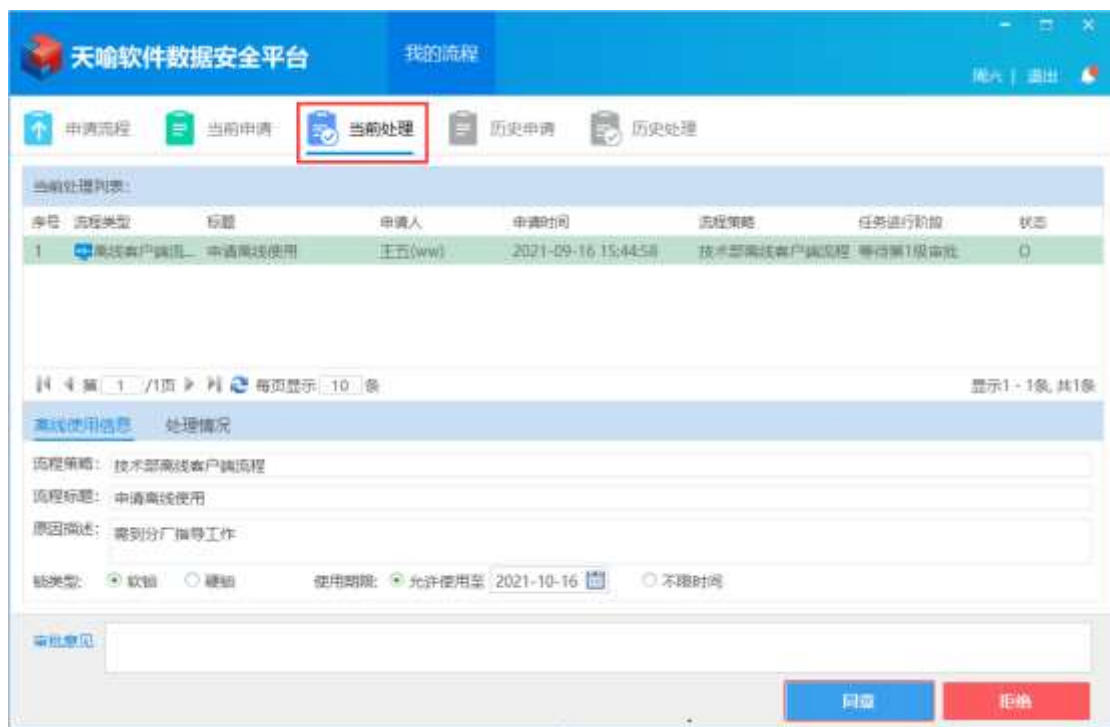 天喻软件数据安全平台 我的流程
周六 | 退出
申请流程 当前申请 当前处理 历史申请 历史处理
当前处理列表:
序号 流程类型 标题 申请人 申请时间 流程策略 任务进行阶段 状态
1 离线客户端流... 申请离线使用 王五(ww) 2021-09-16 15:44:58 技术部离线客户端流程 等待第1级审批 0
第 1 /1页 每页显示 10 条 显示1 - 1条, 共1条
离线使用信息 处理情况
流程策略: 技术部离线客户端流程
流程标题: 申请离线使用
原因描述: 需到分厂指导工作
锁类型: 软锁 硬锁 使用期限: 允许使用至 2021-10-16 不限时间
审批意见
同意 拒绝